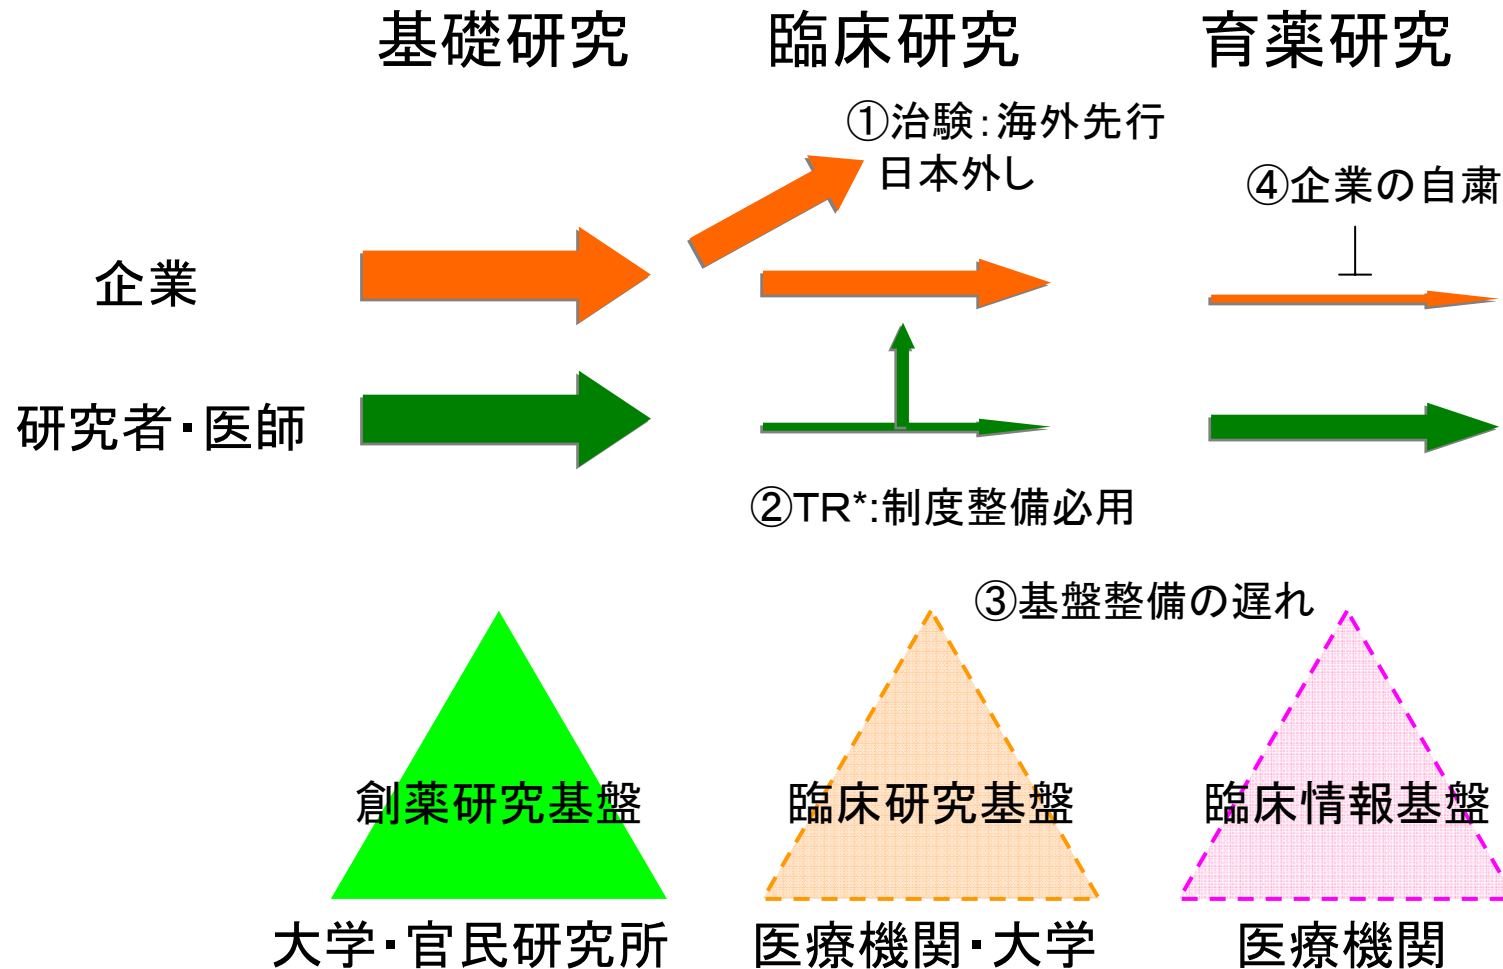 基礎研究
臨床研究
育薬研究
①治験:海外先行
日本外し
④企業の自粛
企業
研究者・医師
②TR*:制度整備必用
③基盤整備の遅れ
創薬研究基盤
臨床研究基盤
臨床情報基盤
大学・官民研究所
医療機関・大学
医療機関